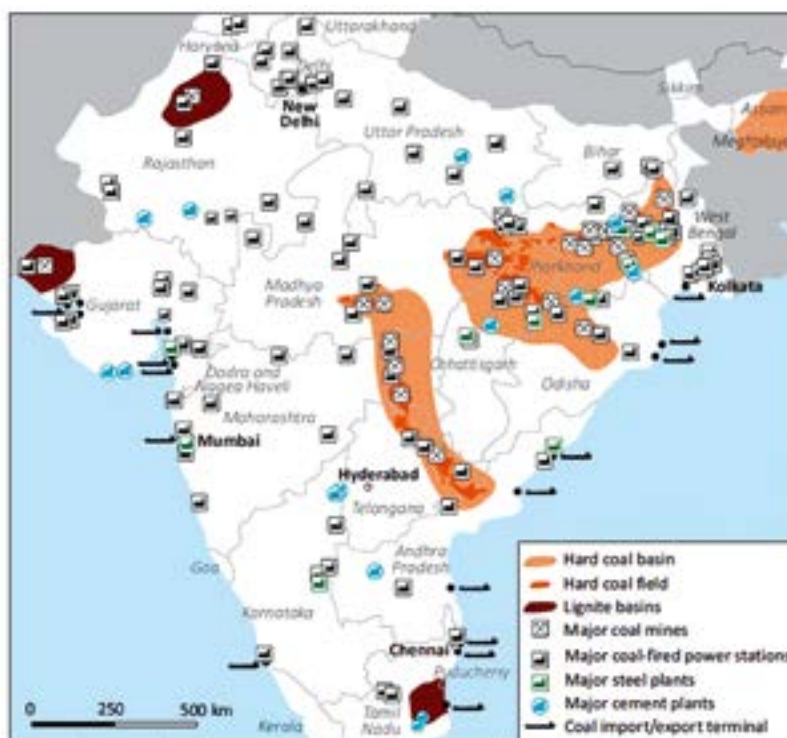 Uttarakhand
Haryana
New
Delhi
Sikkim
Assam
Meghalaya
Uttar Pradesh
Rajasthan
Bihar
West
Bengal
Jharkhand
Kolkata
Madhya
Pradesh
Gujarat
Chhattisgarh
Dadra and
Nagea Haveli
Odisha
Maharashtra
Mumbai
Hyderabad
Telangana
Goa
Andhra
Pradesh
Karnataka
Chennai
Puducherry
Tamil
Nadu
Kerala
0 250 500 km
Hard coal basin
Hard coal field
Lignite basins
Major coal mines
Major coal-fired power stations
Major steel plants
Major cement plants
Coal import/export terminal